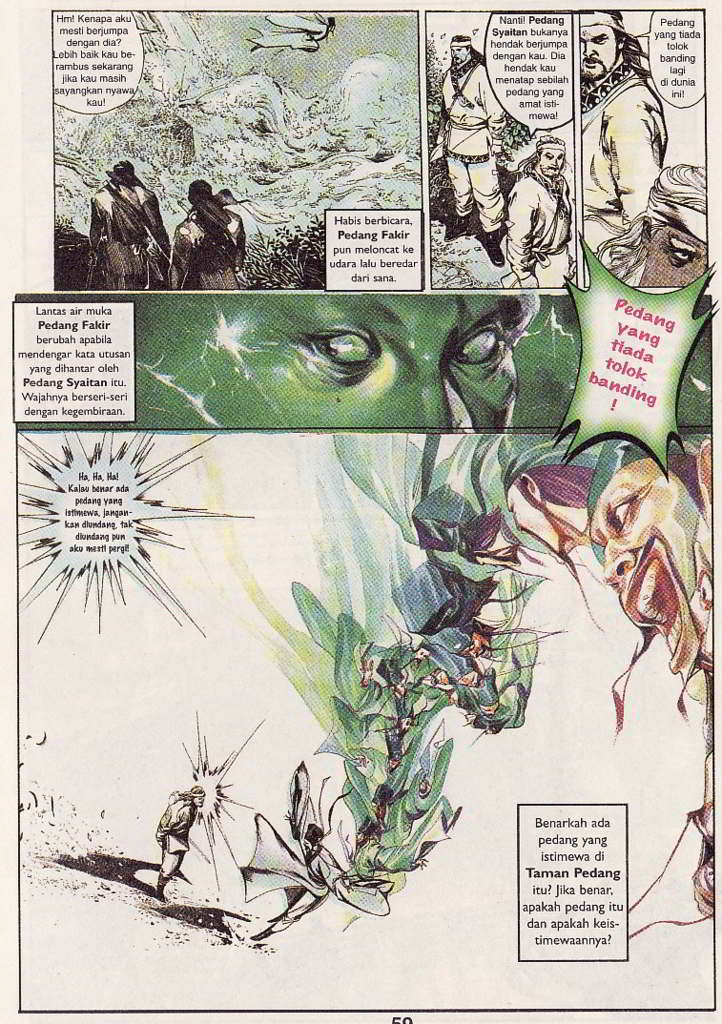 Hm! Kenapa aku
mesti berjumpa
dengan dia?
Lebih baik kau be-
rambus sekarang
jika kau masih
sayangkan nyawa
kau!
Habis berbicara,
Pedang Fakir
pun meloncat ke
udara lalu beredar
dari sana.
Nanti! Pedang
Syaitan bukanya
hendak berjumpa
dengan kau. Dia
hendak kau
menatap sebilah
pedang yang
amat isti-
mewa!
Pedang
yang tiada
tolok
banding
lagi
di dunia
ini!
Lantas air muka
Pedang Fakir
berubah apabila
mendengar kata utusan
yang dihantar oleh
Pedang Syaitan itu.
Wajahnya berseri-seri
dengan kegembiraan.
Pedang
yang
tiada
tolok
banding
!
Ha, Ha, Ha!
Kalau benar ada
pedang yang
istimewa, jangan-
kan diundang, tak
diundang pun
aku mesti pergi!
Benarkah ada
pedang yang
istimewa di
Taman Pedang
itu? Jika benar,
apakah pedang itu
dan apakah keis-
timewaannya?
59